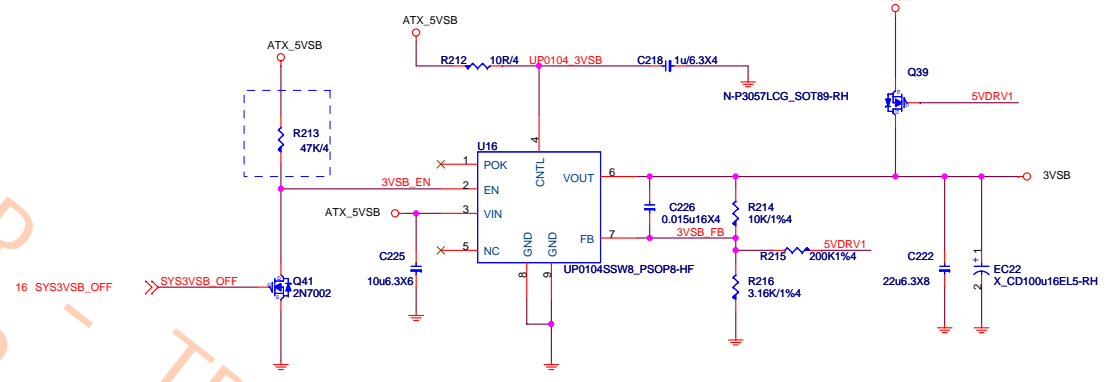 ATX_5VSB
ATX_5VSB
R212
10R/4
UP0104_3VSB
C218
1u/6.3X4
Q39
N-P3057LCG_SOT89-RH
5VDRV1
R213
47K/4
U16
4
1
POK
CNTL
VOUT
6
3VSB
3VSB_EN
2
EN
ATX_5VSB
3
VIN
C226
0.015u16X4
R214
10K/1%4
FB
7
3VSB_FB
5
NC
GND
GND
8
9
UP0104SSW8_PSOP8-HF
R215
5VDRV1
200K1%4
C225
10u6.3X6
R216
3.16K/1%4
C222
22u6.3X8
+
1
2
EC22
X_CD100u16EL5-RH
16 SYS3VSB_OFF
SYS3VSB_OFF
Q41
2N7002